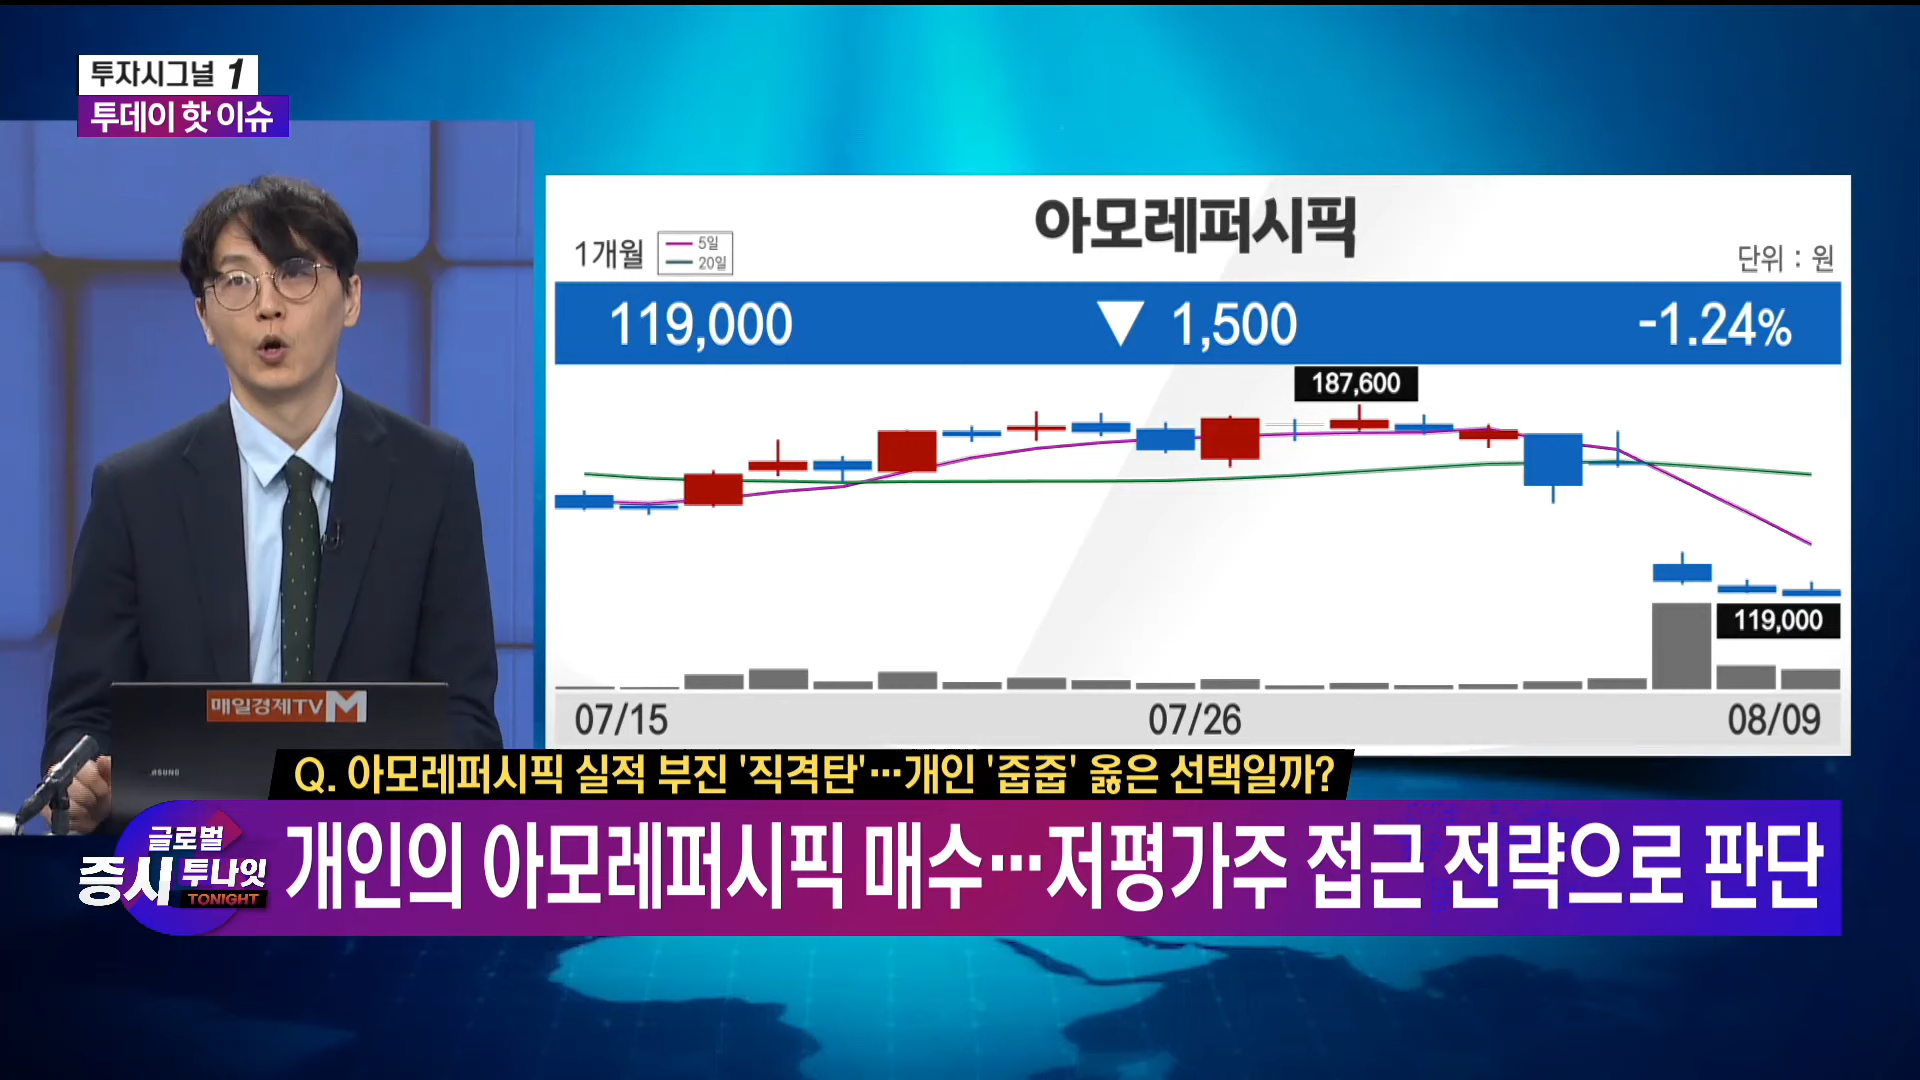 투자시그널 1
투데이 핫 이슈
아모레퍼시픽
1개월
5일
20일
단위 : 원
119,000 ▼ 1,500 -1.24%
187,600
119,000
07/15 07/26 08/09
매일경제TV M
SAMSUNG
Q. 아모레퍼시픽 실적 부진 '직격탄'…개인 '줍줍' 옳은 선택일까?
글로벌
증시 투나잇
TONIGHT
개인의 아모레퍼시픽 매수…저평가주 접근 전략으로 판단